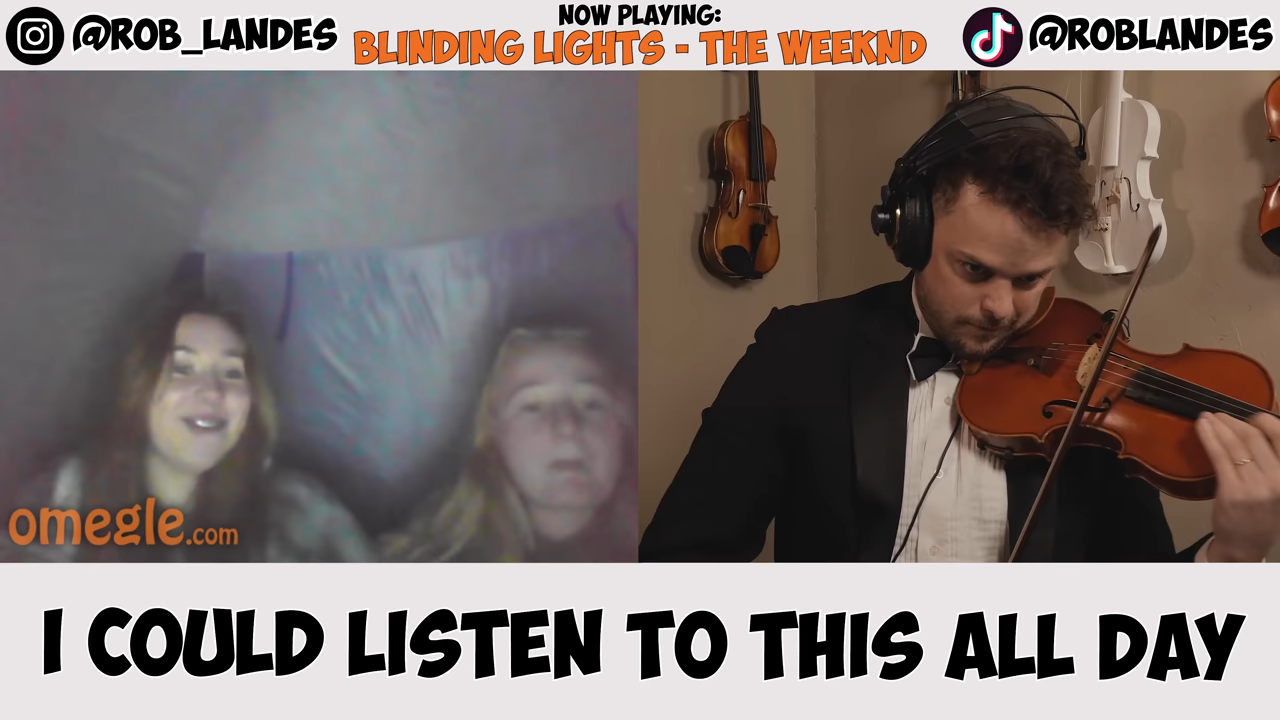 @ROB_LANDES
NOW PLAYING:
BLINDING LIGHTS - THE WEEKND
@ROBLANDES
omegle.com
I COULD LISTEN TO THIS ALL DAY